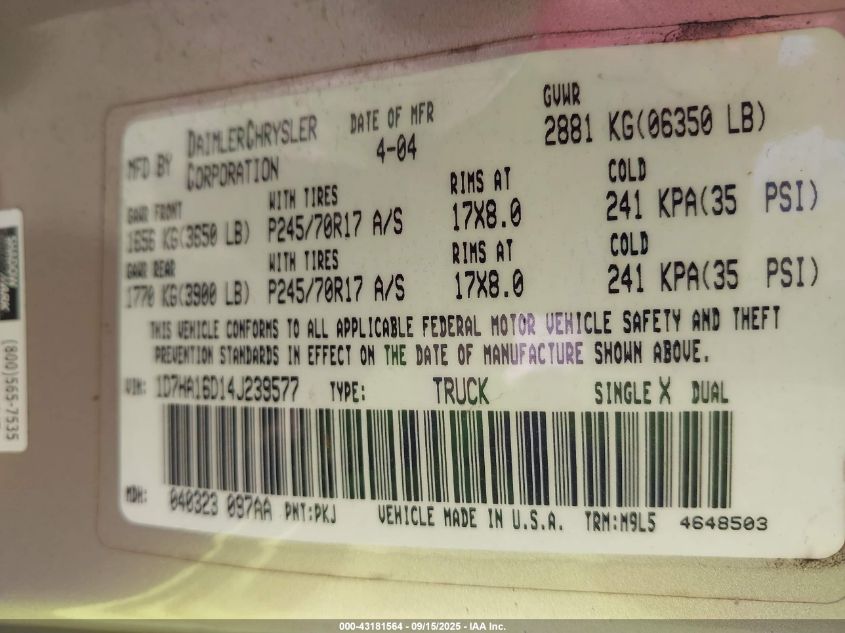 MFD BY DAIMLERCHRYSLER CORPORATION DATE OF MFR 4-04 GVWR 2881 KG(06350 LB)
GAWR FRONT WITH TIRES RIMS AT COLD
1656 KG(3650 LB) P245/70R17 A/S 17X8.0 241 KPA(35 PSI)
GAWR REAR WITH TIRES RIMS AT COLD
1770 KG(3900 LB) P245/70R17 A/S 17X8.0 241 KPA(35 PSI)
THIS VEHICLE CONFORMS TO ALL APPLICABLE FEDERAL MOTOR VEHICLE SAFETY AND THEFT
PREVENTION STANDARDS IN EFFECT ON THE DATE OF MANUFACTURE SHOWN ABOVE.
VIN: 1D7HA16D14J239577 TYPE: TRUCK SINGLE X DUAL
MDH: 040323 097AA PNT:PKJ VEHICLE MADE IN U.S.A. TRM:M9L5 4648503
(800)565-7535
000-43181564 - 09/15/2025 - IAA Inc.